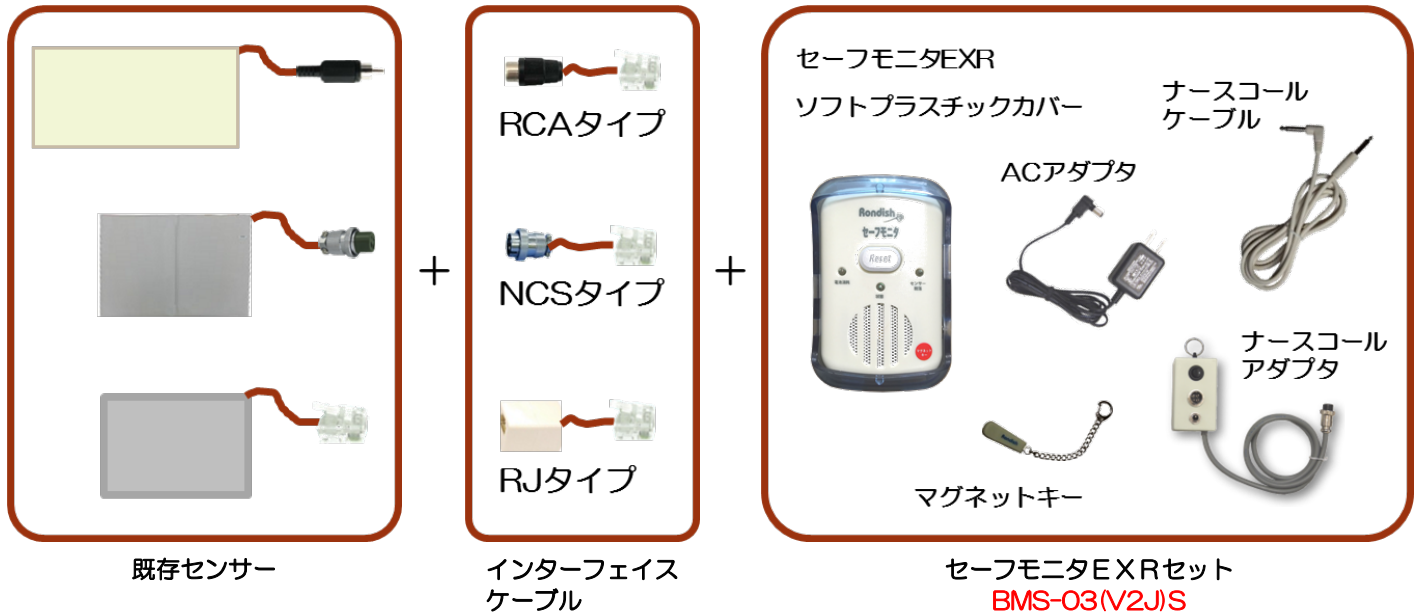 RCAタイプ
NCSタイプ
RJタイプ
セーフモニタEXR
ソフトプラスチックカバー
ナースコール
ケーブル
ACアダプタ
Rondish
セーフモニタ
Reset
ナースコール
アダプタ
マグネットキー
既存センサー
インターフェイス
ケーブル
セーフモニタEXRセット
BMS-03(V2J)S